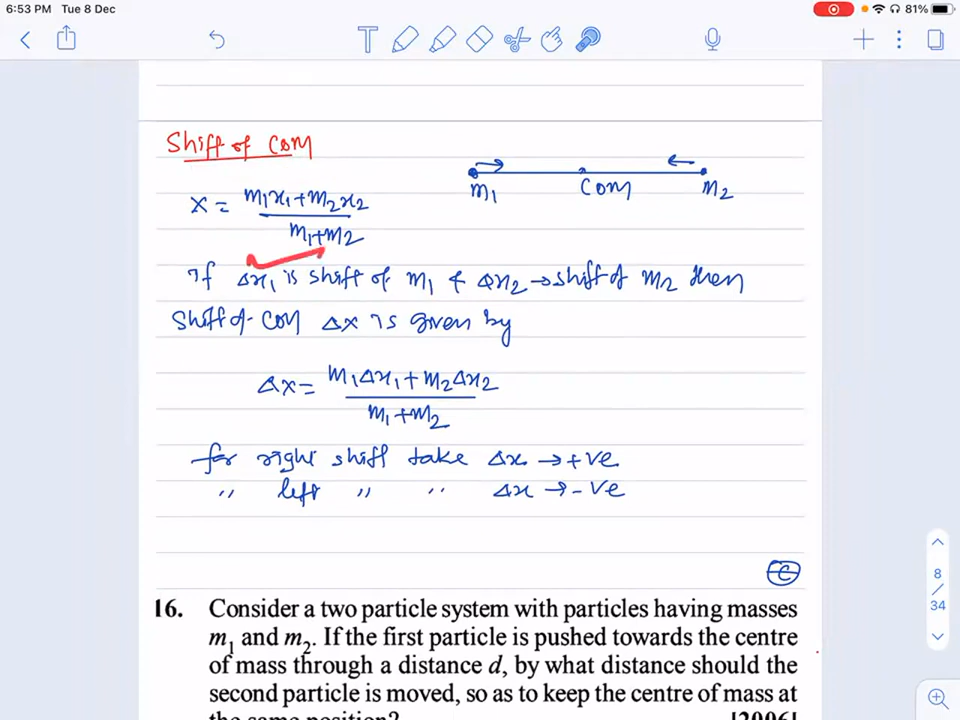 6:53 PM Tue 8 Dec
81%
Shift of COM
m1 COM m2
x = m1x1+m2x2
m1+m2
If Δx1 is shift of m1 & Δx2→shift of m2 then
Shift of COM Δx is given by
Δx = m1Δx1+m2Δx2
m1+m2
for right shift take Δx → +ve
" left " " Δx → -ve
C
8
/
34
16. Consider a two particle system with particles having masses
m1 and m2. If the first particle is pushed towards the centre
of mass through a distance d, by what distance should the
second particle is moved, so as to keep the centre of mass at
the same position? [2006]